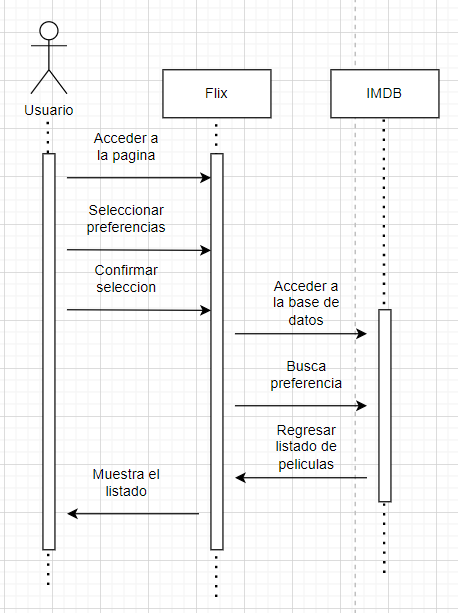 Usuario
Flix
IMDB
Acceder a
la pagina
Seleccionar
preferencias
Confirmar
seleccion
Acceder a
la base de
datos
Busca
preferencia
Regresar
listado de
peliculas
Muestra el
listado